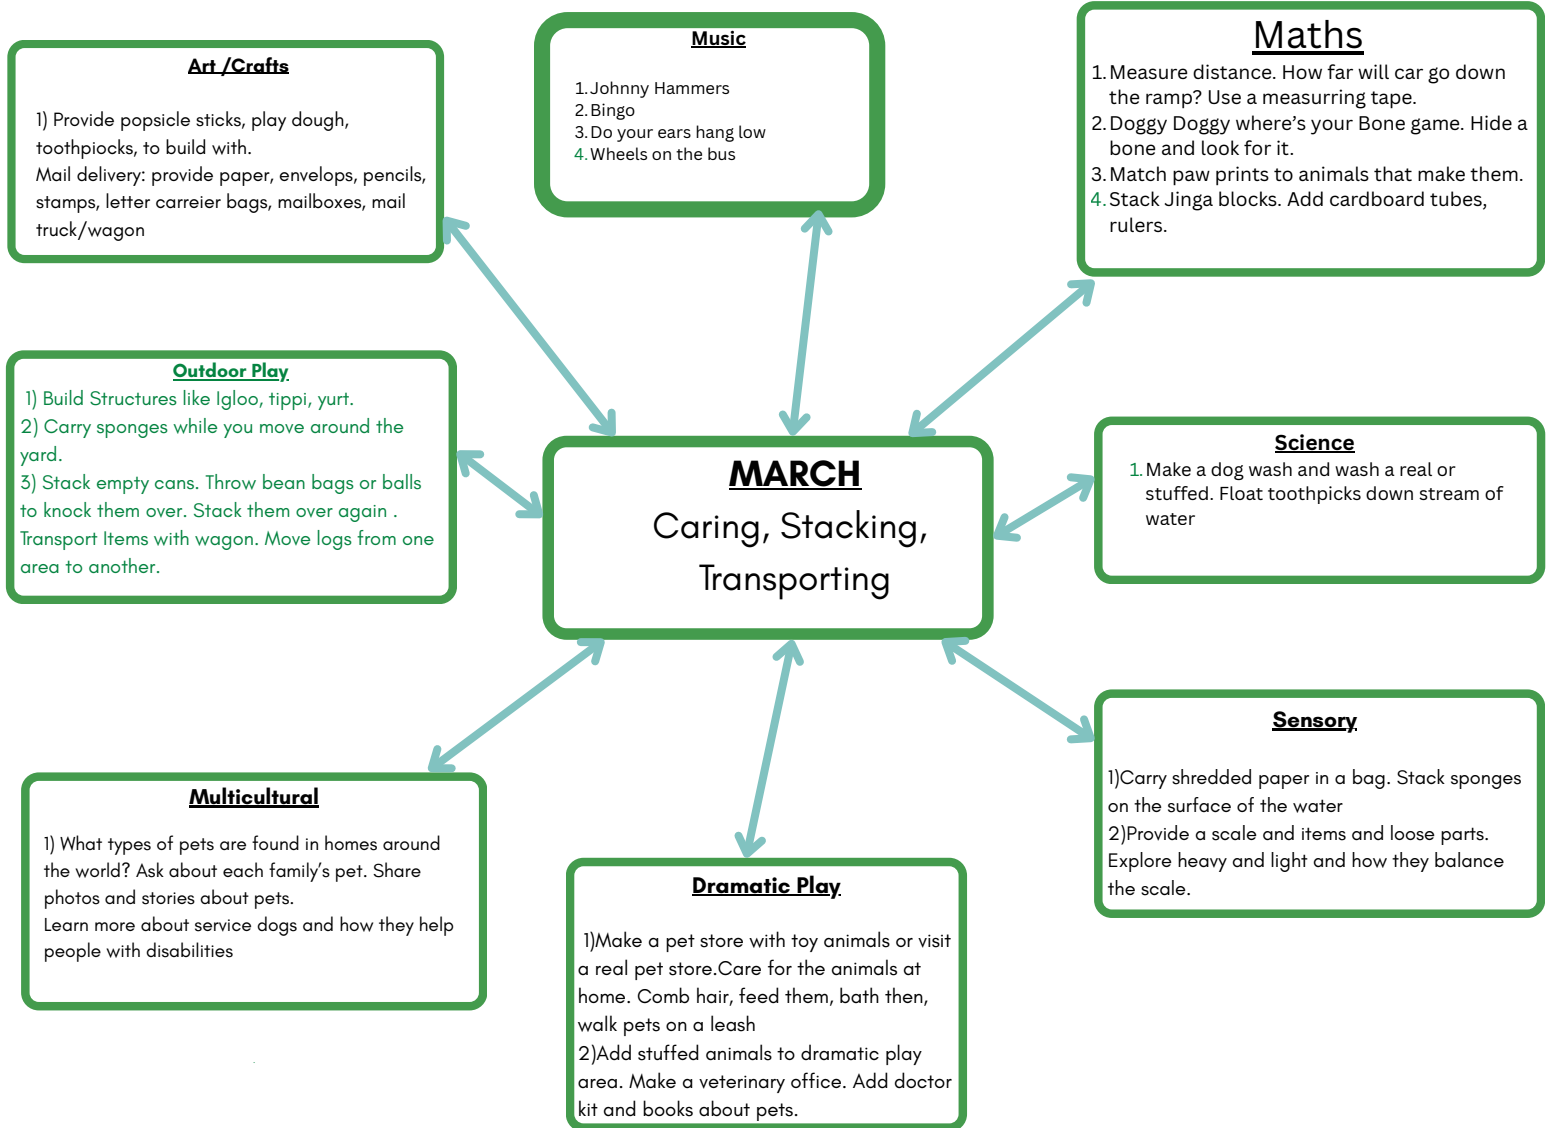 Art /Crafts
1) Provide popsicle sticks, play dough,
toothpiocks, to build with.
Mail delivery: provide paper, envelops, pencils,
stamps, letter carreier bags, mailboxes, mail
truck/wagon
Music
1. Johnny Hammers
2. Bingo
3. Do your ears hang low
4. Wheels on the bus
Maths
1. Measure distance. How far will car go down
the ramp? Use a measurring tape.
2. Doggy Doggy where's your Bone game. Hide a
bone and look for it.
3. Match paw prints to animals that make them.
4. Stack Jinga blocks. Add cardboard tubes,
rulers.
Outdoor Play
1) Build Structures like Igloo, tippi, yurt.
2) Carry sponges while you move around the
yard.
3) Stack empty cans. Throw bean bags or balls
to knock them over. Stack them over again .
Transport Items with wagon. Move logs from one
area to another.
MARCH
Caring, Stacking,
Transporting
Science
1. Make a dog wash and wash a real or
stuffed. Float toothpicks down stream of
water
Multicultural
1) What types of pets are found in homes around
the world? Ask about each family's pet. Share
photos and stories about pets.
Learn more about service dogs and how they help
people with disabilities
Dramatic Play
1)Make a pet store with toy animals or visit
a real pet store.Care for the animals at
home. Comb hair, feed them, bath then,
walk pets on a leash
2)Add stuffed animals to dramatic play
area. Make a veterinary office. Add doctor
kit and books about pets.
Sensory
1)Carry shredded paper in a bag. Stack sponges
on the surface of the water
2)Provide a scale and items and loose parts.
Explore heavy and light and how they balance
the scale.